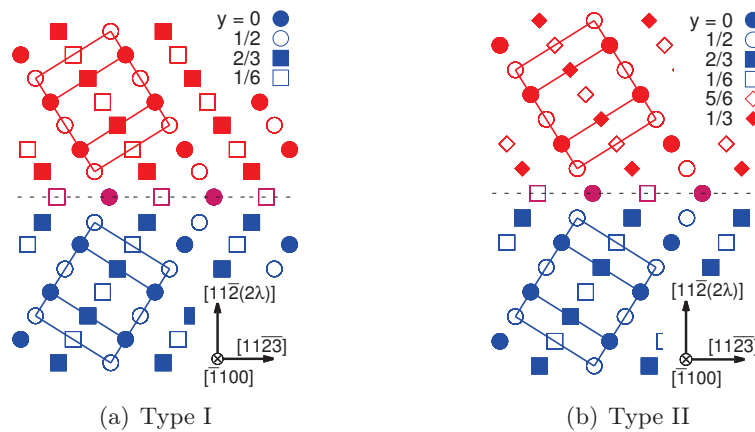 y = 0
1/2
2/3
1/6
[112̅(2λ)]
[112̅3̅]
[1̅100]
(a) Type I
y = 0
1/2
2/3
1/6
5/6
1/3
[112̅(2λ)]
[112̅3̅]
[1̅100]
(b) Type II